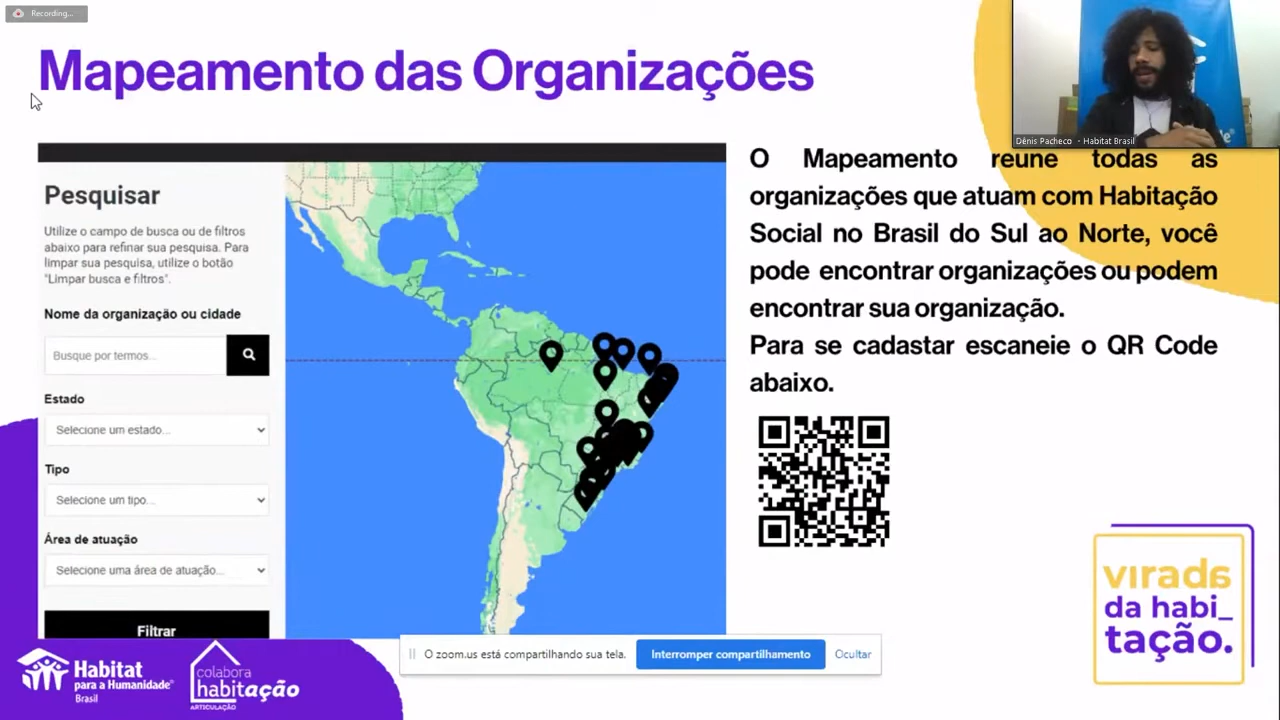 Recording...
Mapeamento das Organizações
Dênis Pacheco - Habitat Brasil
Pesquisar
Utilize o campo de busca ou de filtros
abaixo para refinar sua pesquisa. Para
limpar sua pesquisa, utilize o botão
"Limpar busca e filtros".
Nome da organização ou cidade
Busque por termos...
Estado
Selecione um estado...
Tipo
Selecione um tipo...
Área de atuação
Selecione uma área de atuação...
Filtrar
O Mapeamento reúne todas as
organizações que atuam com Habitação
Social no Brasil do Sul ao Norte, você
pode encontrar organizações ou podem
encontrar sua organização.
Para se cadastar escaneie o QR Code
abaixo.
virada
da habi_
tação.
O zoom.us está compartilhando sua tela.
Interromper compartilhamento
Ocultar
Habitat
para a Humanidade®
Brasil
colabora
habitação
ARTICULAÇÃO